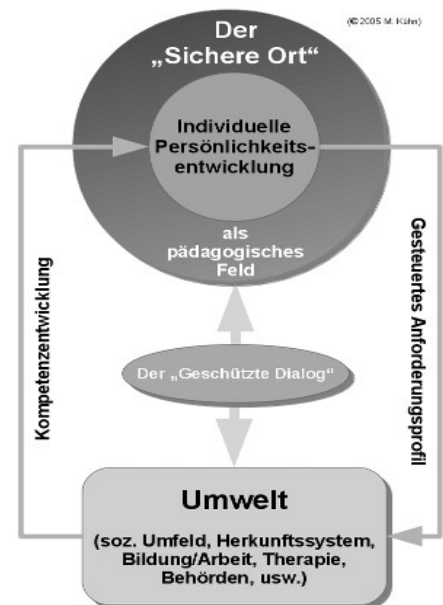 (©2005 M. Kühn)
Der
„Sichere Ort“
Individuelle
Persönlichkeits-
entwicklung
als
pädagogisches
Feld
Kompetenzentwicklung
Gesteuertes Anforderungsprofil
Der „Geschützte Dialog“
Umwelt
(soz. Umfeld, Herkunftssystem,
Bildung/Arbeit, Therapie,
Behörden, usw.)